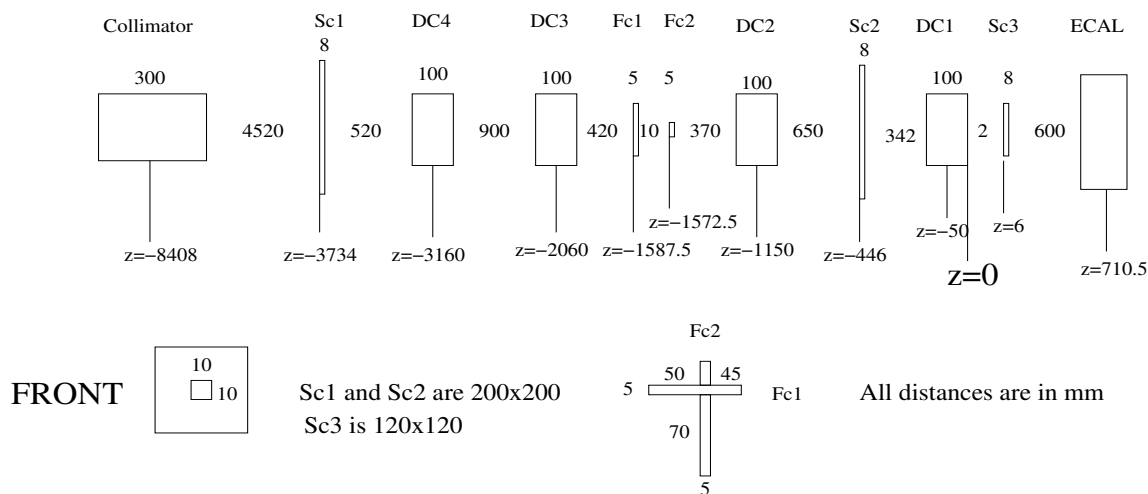 Collimator Sc1 DC4 DC3 Fc1 Fc2 DC2 Sc2 DC1 Sc3 ECAL
300 8 100 100 5 5 100 8 100 8
4520 520 900 420 10 370 650 342 2 600
z=−8408 z=−3734 z=−3160 z=−2060 z=−1587.5 z=−1572.5 z=−1150 z=−446 z=−50 z=6 z=710.5
z=0
Fc2
FRONT 10 10
Sc1 and Sc2 are 200x200
Sc3 is 120x120
5 50 45 Fc1
70
5
All distances are in mm